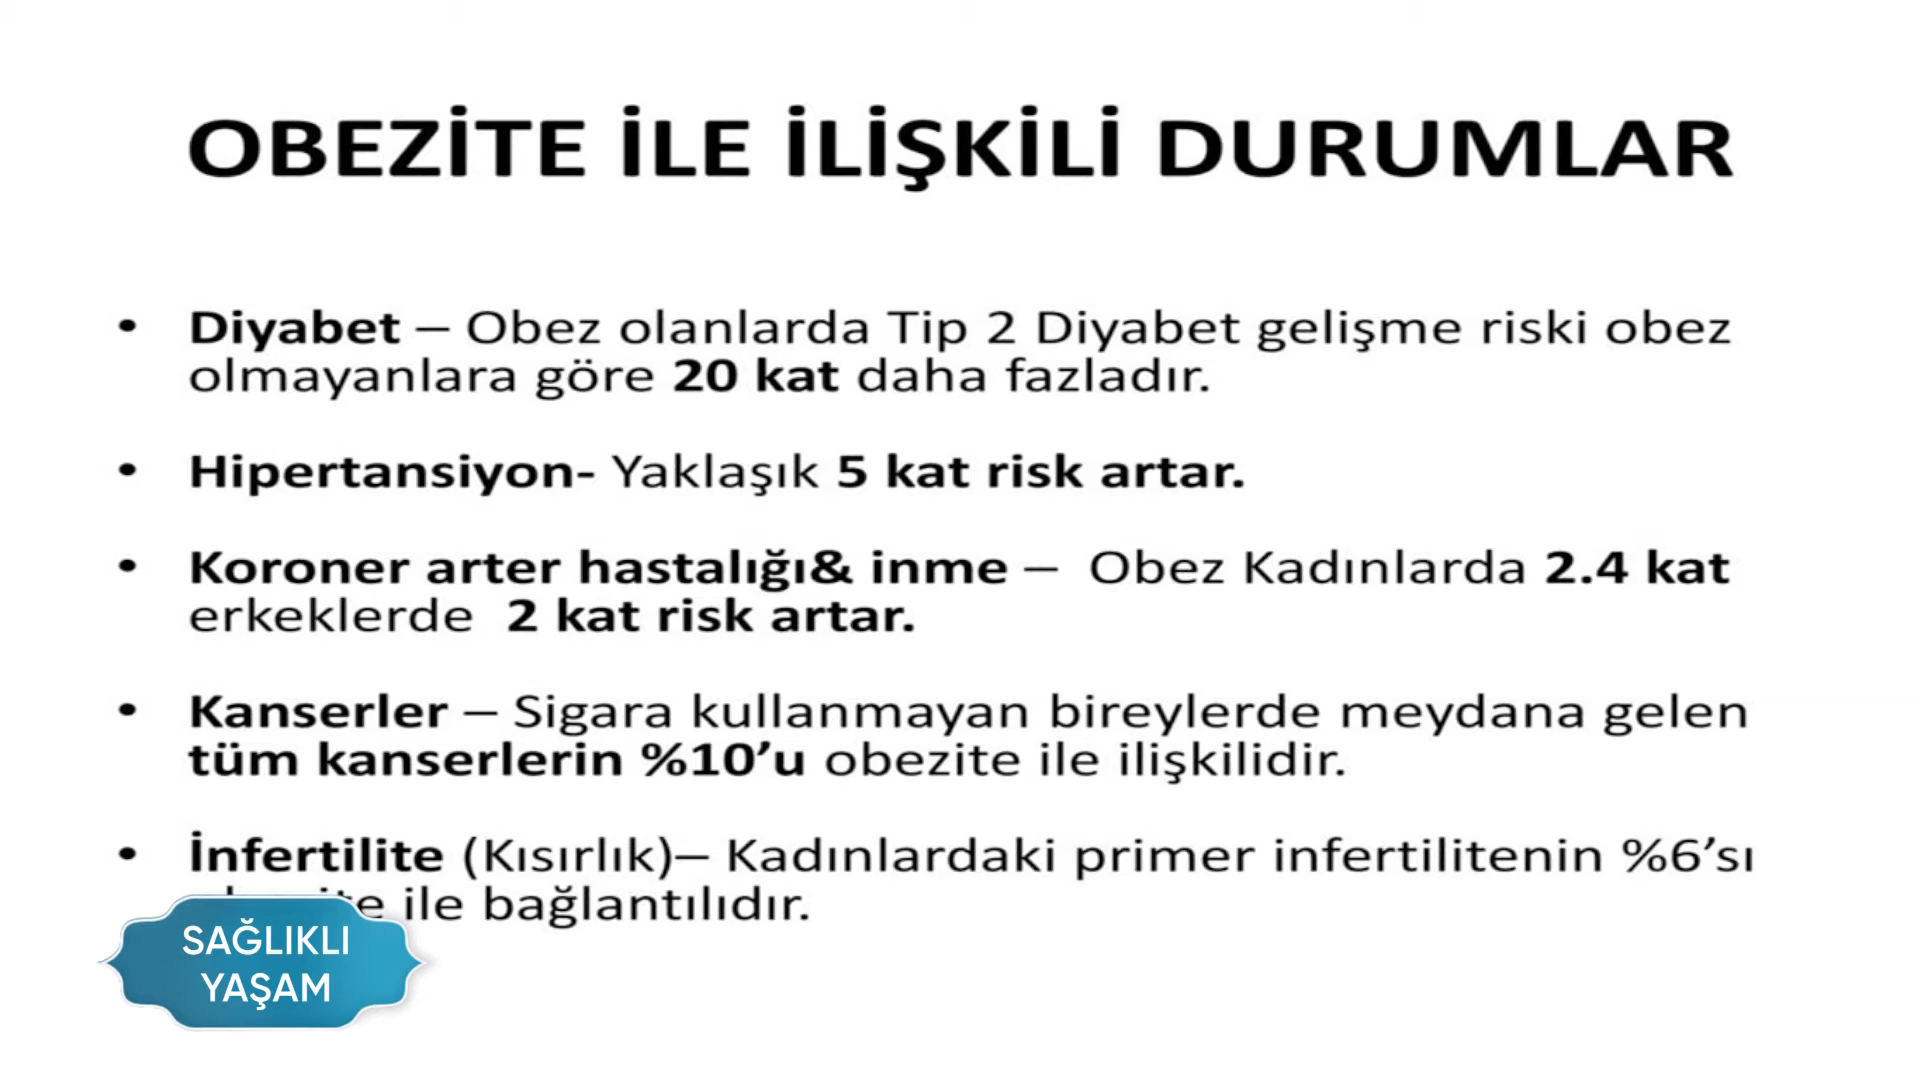 OBEZİTE İLE İLİŞKİLİ DURUMLAR
• Diyabet – Obez olanlarda Tip 2 Diyabet gelişme riski obez
olmayanlara göre 20 kat daha fazladır.
• Hipertansiyon- Yaklaşık 5 kat risk artar.
• Koroner arter hastalığı& inme – Obez Kadınlarda 2.4 kat
erkeklerde 2 kat risk artar.
• Kanserler – Sigara kullanmayan bireylerde meydana gelen
tüm kanserlerin %10’u obezite ile ilişkilidir.
• İnfertilite (Kısırlık)– Kadınlardaki primer infertilitenin %6’sı
ile bağlantılıdır.
SAĞLIKLI
YAŞAM